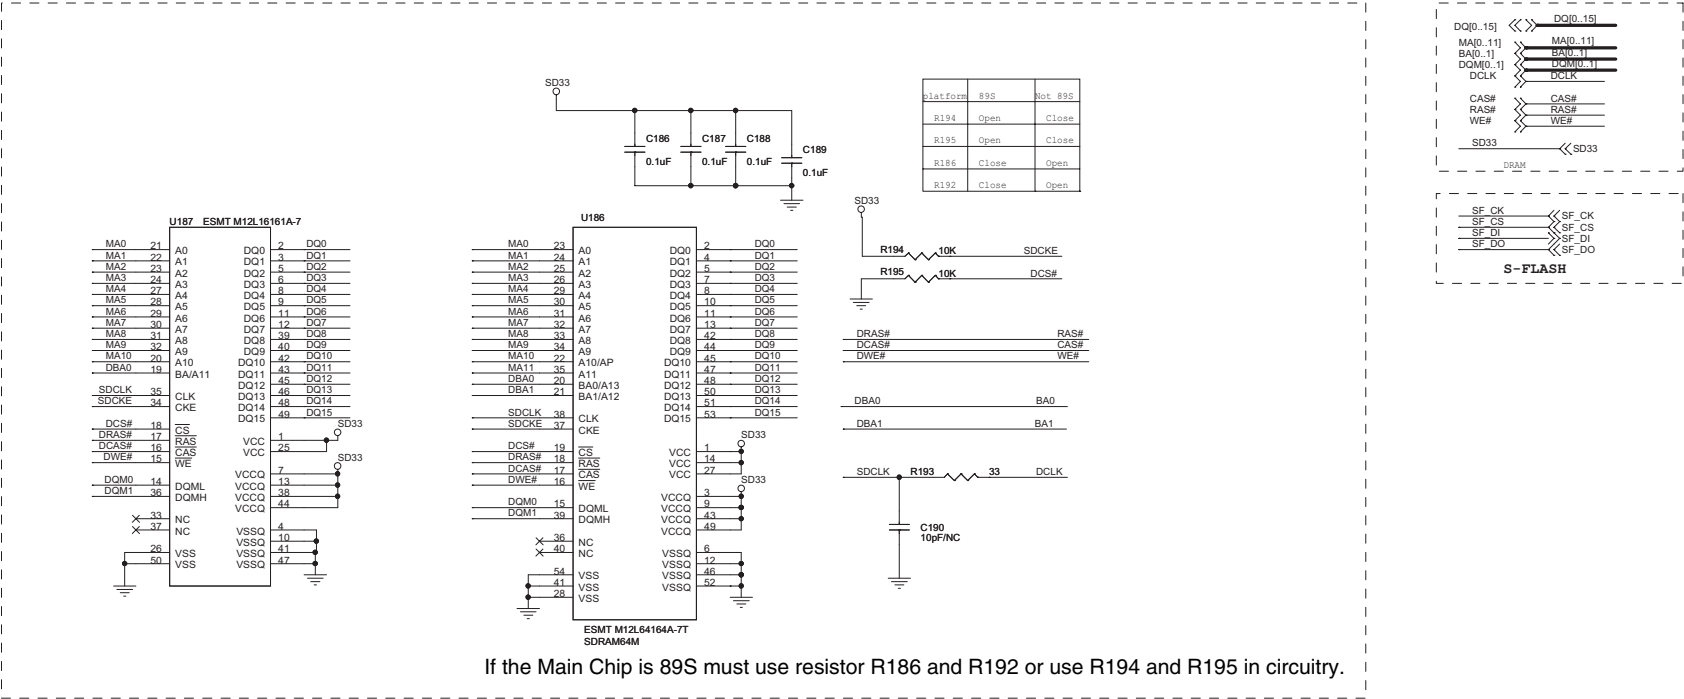 SD33
C186
0.1uF
C187
0.1uF
C188
0.1uF
C189
0.1uF
platform 89S Not 89S
R194 Open Close
R195 Open Close
R186 Close Open
R192 Close Open
U187 ESMT M12L16161A-7
MA0 21 A0 DQ0 2 DQ0
MA1 22 A1 DQ1 3 DQ1
MA2 23 A2 DQ2 5 DQ2
MA3 24 A3 DQ3 6 DQ3
MA4 27 A4 DQ4 8 DQ4
MA5 28 A5 DQ5 9 DQ5
MA6 29 A6 DQ6 11 DQ6
MA7 30 A7 DQ7 12 DQ7
MA8 31 A8 DQ8 39 DQ8
MA9 32 A9 DQ9 40 DQ9
MA10 20 A10 DQ10 42 DQ10
DBA0 19 BA/A11 DQ11 43 DQ11
DQ12 45 DQ12
SDCLK 35 CLK DQ13 46 DQ13
SDCKE 34 CKE DQ14 48 DQ14
DQ15 49 DQ15
SD33
DCS# 18 CS
DRAS# 17 RAS VCC 1
DCAS# 16 CAS VCC 25
DWE# 15 WE
SD33
VCCQ 7
DQM0 14 DQML VCCQ 13
DQM1 36 DQMH VCCQ 38
VCCQ 44
33 NC
37 NC VSSQ 4
VSSQ 10
26 VSS VSSQ 41
50 VSS VSSQ 47
U186
MA0 23 A0 DQ0 2 DQ0
MA1 24 A1 DQ1 4 DQ1
MA2 25 A2 DQ2 5 DQ2
MA3 26 A3 DQ3 7 DQ3
MA4 29 A4 DQ4 8 DQ4
MA5 30 A5 DQ5 10 DQ5
MA6 31 A6 DQ6 11 DQ6
MA7 32 A7 DQ7 13 DQ7
MA8 33 A8 DQ8 42 DQ8
MA9 34 A9 DQ9 44 DQ9
MA10 22 A10/AP DQ10 45 DQ10
MA11 35 A11 DQ11 47 DQ11
DBA0 20 BA0/A13 DQ12 48 DQ12
DBA1 21 BA1/A12 DQ13 50 DQ13
DQ14 51 DQ14
SDCLK 38 CLK DQ15 53 DQ15
SDCKE 37 CKE
SD33
DCS# 19 CS VCC 1
DRAS# 18 RAS VCC 14
DCAS# 17 CAS VCC 27
DWE# 16 WE
SD33
VCCQ 3
DQM0 15 DQML VCCQ 9
DQM1 39 DQMH VCCQ 43
VCCQ 49
36 NC
40 NC VSSQ 6
VSSQ 12
54 VSS VSSQ 46
41 VSS VSSQ 52
28 VSS
ESMT M12L64164A-7T
SDRAM64M
SD33
R194 10K SDCKE
R195 10K DCS#
DRAS# RAS#
DCAS# CAS#
DWE# WE#
DBA0 BA0
DBA1 BA1
SDCLK R193 33 DCLK
C190
10pF/NC
If the Main Chip is 89S must use resistor R186 and R192 or use R194 and R195 in circuitry.
DQ[0..15] DQ[0..15]
MA[0..11] MA[0..11]
BA[0..1] BA[0..1]
DQM[0..1] DQM[0..1]
DCLK DCLK
CAS# CAS#
RAS# RAS#
WE# WE#
SD33 SD33
DRAM
SF_CK SF_CK
SF_CS SF_CS
SF_DI SF_DI
SF_DO SF_DO
S-FLASH